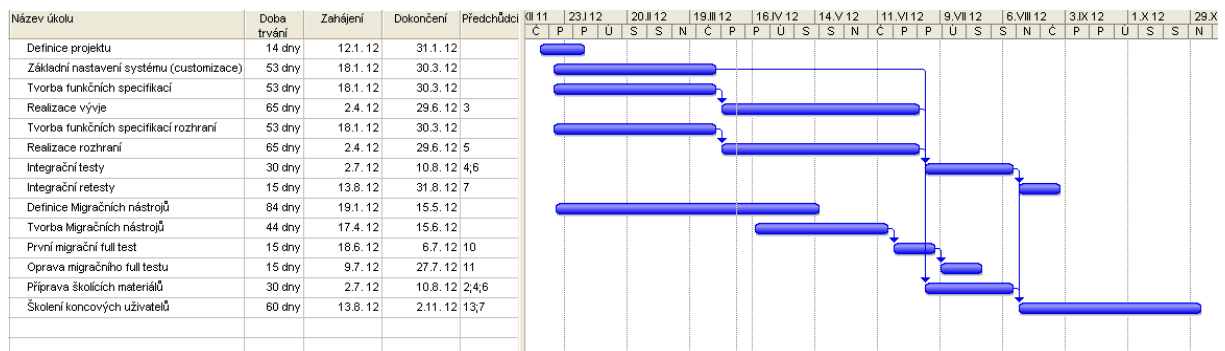 Název úkolu Doba trvání Zahájení Dokončení Předchůdci XII 11 23.I 12 20.II 12 19.III 12 16.IV 12 14.V 12 11.VI 12 9.VII 12 6.VIII 12 3.IX 12 1.X 12 29.X
Č P P Ú S S N Č P P Ú S S N Č P P Ú S S N Č P P Ú S S N
Definice projektu 14 dny 12.1. 12 31.1. 12
Základní nastavení systému (customizace) 53 dny 18.1. 12 30.3. 12
Tvorba funkčních specifikací 53 dny 18.1. 12 30.3. 12
Realizace vývje 65 dny 2.4. 12 29.6. 12 3
Tvorba funkčních specifikací rozhraní 53 dny 18.1. 12 30.3. 12
Realizace rozhraní 65 dny 2.4. 12 29.6. 12 5
Integrační testy 30 dny 2.7. 12 10.8. 12 4;6
Integrační retesty 15 dny 13.8. 12 31.8. 12 7
Definice Migračních nástrojů 84 dny 19.1. 12 15.5. 12
Tvorba Migračních nástrojů 44 dny 17.4. 12 15.6. 12
První migrační full test 15 dny 18.6. 12 6.7. 12 10
Oprava migračního full testu 15 dny 9.7. 12 27.7. 12 11
Příprava školících materiálů 30 dny 2.7. 12 10.8. 12 2;4;6
Školení koncových uživatelů 60 dny 13.8. 12 2.11. 12 13;7